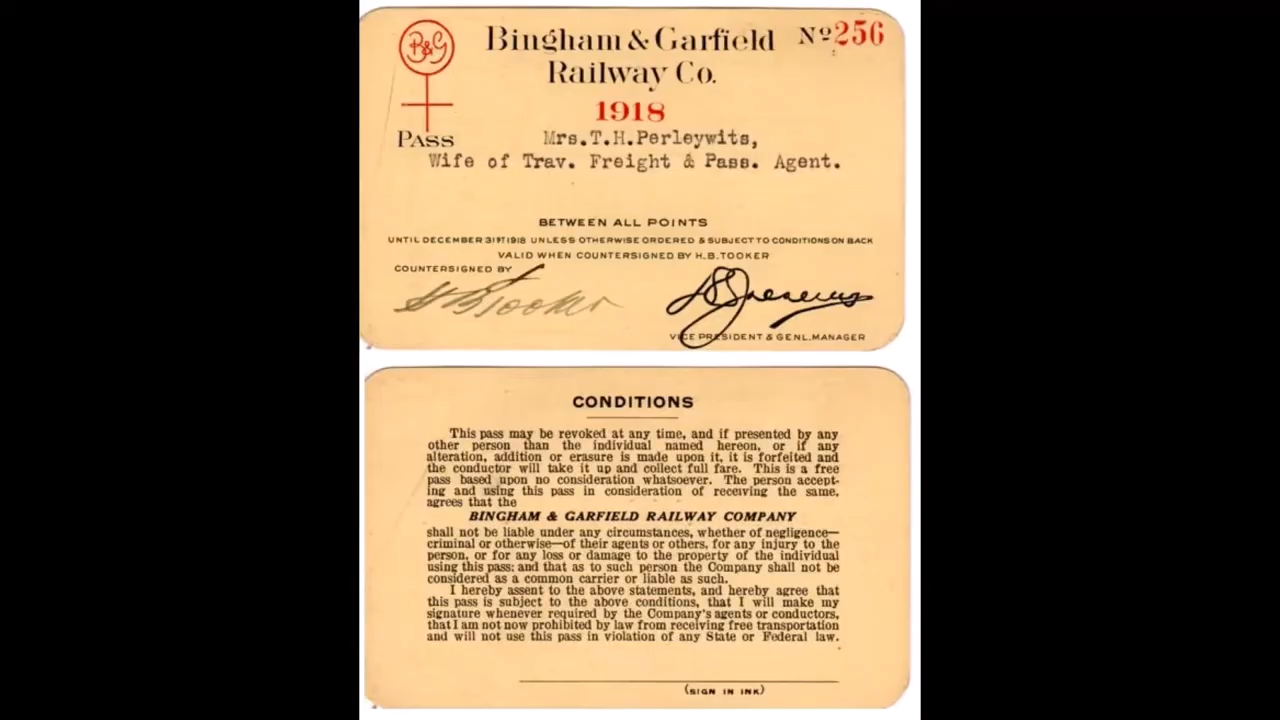 B&G
Bingham & Garfield
Railway Co.
Nº 256
1918
PASS
Mrs.T.H.Perleywits,
Wife of Trav. Freight & Pass. Agent.
BETWEEN ALL POINTS
UNTIL DECEMBER 31ST 1918 UNLESS OTHERWISE ORDERED & SUBJECT TO CONDITIONS ON BACK
VALID WHEN COUNTERSIGNED BY H.B.TOOKER
COUNTERSIGNED BY
H B Tooker
VICE PRESIDENT & GENL. MANAGER
CONDITIONS
This pass may be revoked at any time, and if presented by any
other person than the individual named hereon, or if any
alteration, addition or erasure is made upon it, it is forfeited and
the conductor will take it up and collect full fare. This is a free
pass based upon no consideration whatsoever. The person accept-
ing and using this pass in consideration of receiving the same,
agrees that the
BINGHAM & GARFIELD RAILWAY COMPANY
shall not be liable under any circumstances, whether of negligence—
criminal or otherwise—of their agents or others, for any injury to the
person, or for any loss or damage to the property of the individual
using this pass; and that as to such person the Company shall not be
considered as a common carrier or liable as such.
I hereby assent to the above statements, and hereby agree that
this pass is subject to the above conditions, that I will make my
signature whenever required by the Company's agents or conductors,
that I am not now prohibited by law from receiving free transportation
and will not use this pass in violation of any State or Federal law.
(SIGN IN INK)